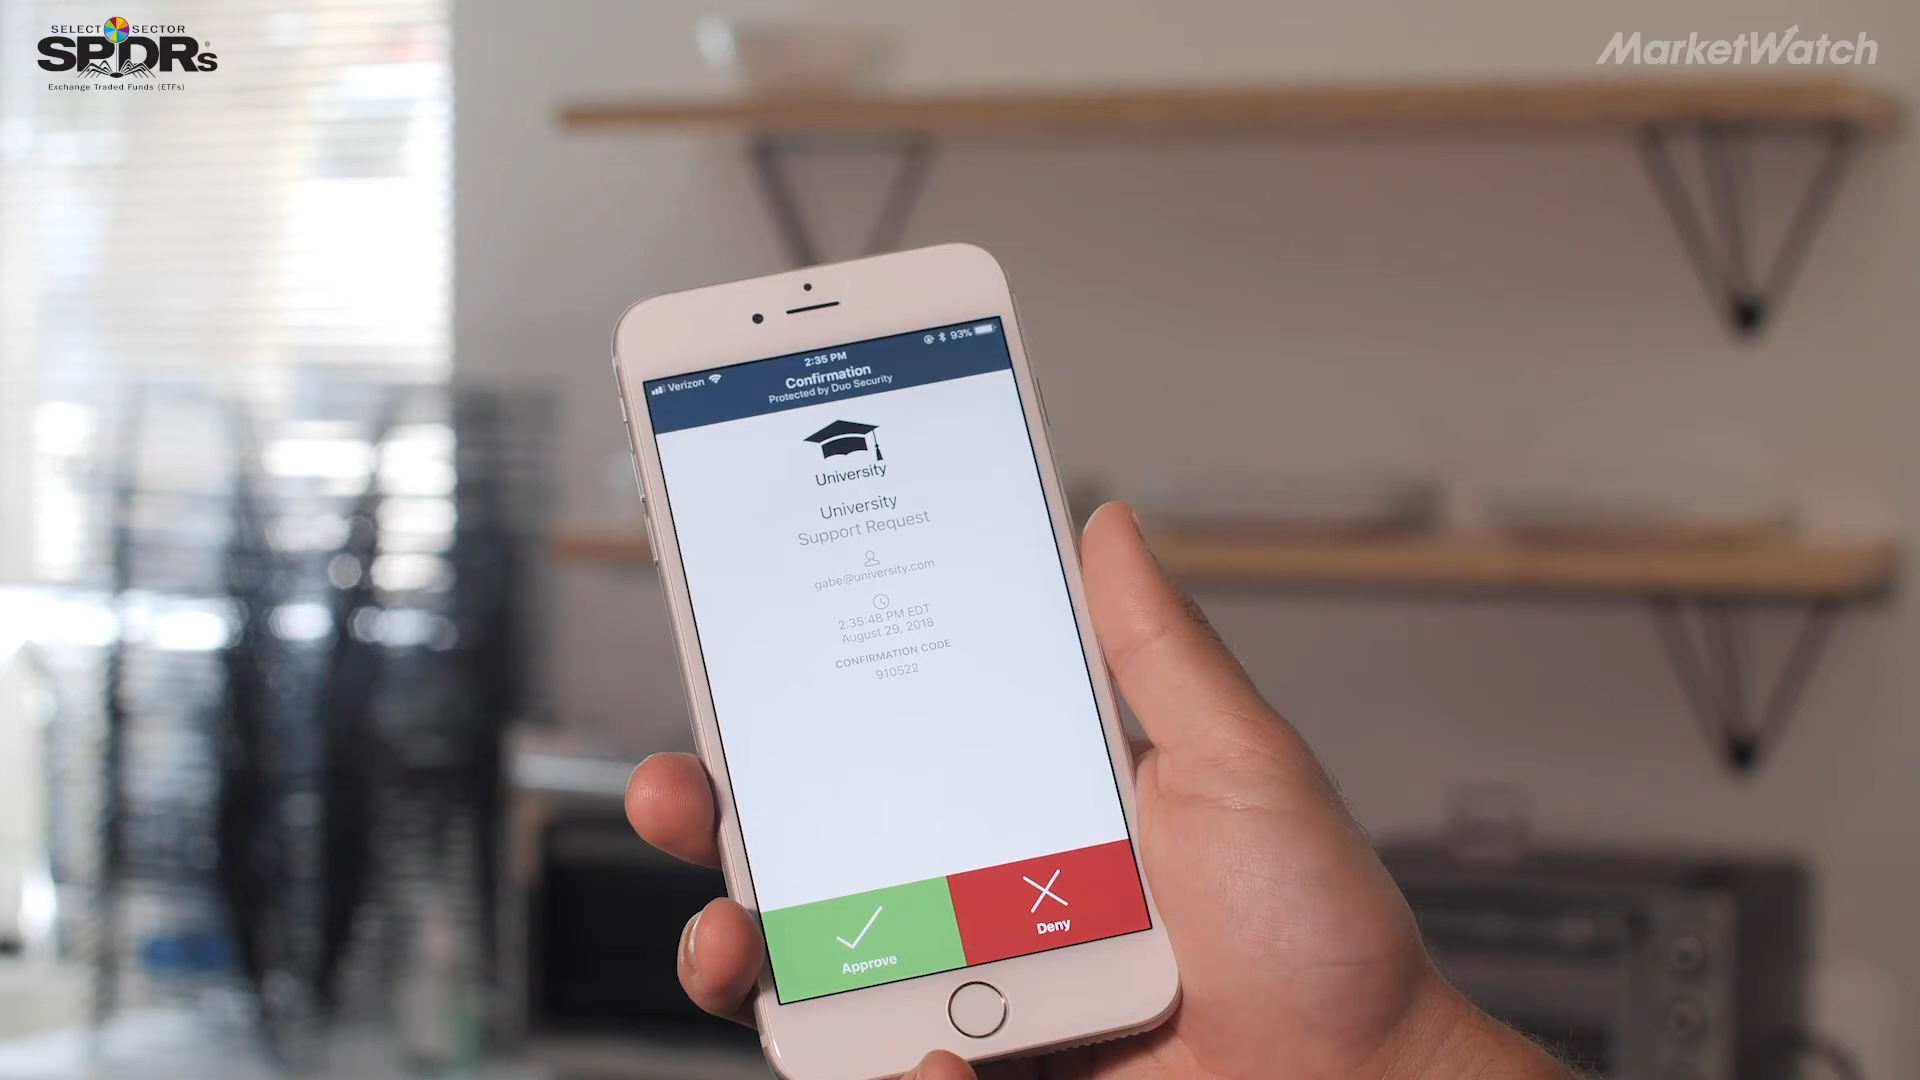 SELECT SECTOR
SPDRs
Exchange Traded Funds (ETFs)
MarketWatch
Verizon
2:35 PM
93%
Confirmation
Protected by Duo Security
University
University
Support Request
gabe@university.com
2:35:48 PM EDT
August 29, 2018
CONFIRMATION CODE
910522
Approve
Deny